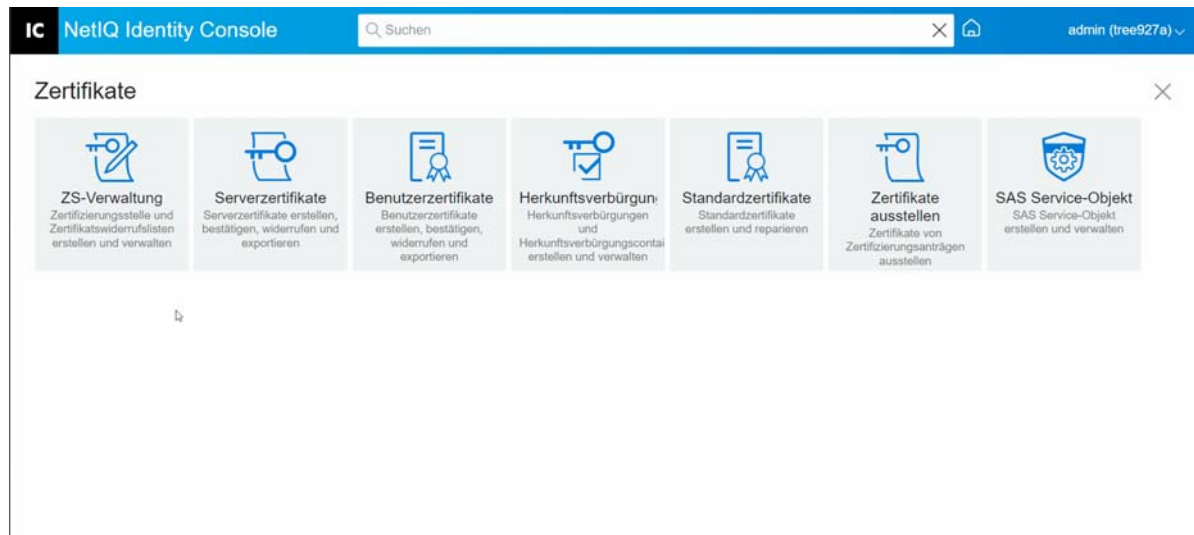 IC NetIQ Identity Console
Suchen
admin (tree927a)
Zertifikate
ZS-Verwaltung
Zertifizierungsstelle und
Zertifikatswiderrufslisten
erstellen und verwalten
Serverzertifikate
Serverzertifikate erstellen,
bestätigen, widerrufen und
exportieren
Benutzerzertifikate
Benutzerzertifikate
erstellen, bestätigen,
widerrufen und
exportieren
Herkunftsverbürgun
Herkunftsverbürgungen
und
Herkunftsverbürgungscontai
erstellen und verwalten
Standardzertifikate
Standardzertifikate
erstellen und reparieren
Zertifikate
ausstellen
Zertifikate von
Zertifizierungsanträgen
ausstellen
SAS Service-Objekt
SAS Service-Objekt
erstellen und verwalten